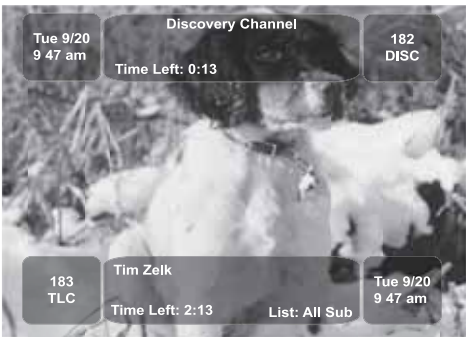 Tue 9/20
9 47 am
Discovery Channel
Time Left: 0:13
182
DISC
183
TLC
Tim Zelk
Time Left: 2:13
List: All Sub
Tue 9/20
9 47 am